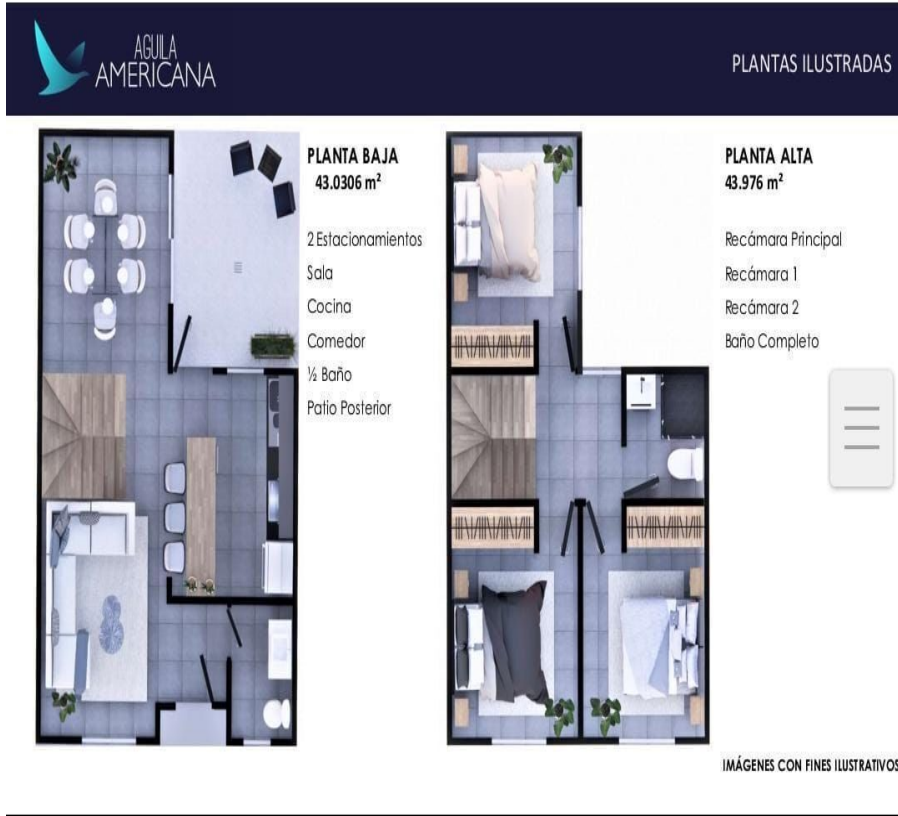 AGUILA
AMERICANA
PLANTAS ILUSTRADAS
PLANTA BAJA
43.0306 m²
2 Estacionamientos
Sala
Cocina
Comedor
½ Baño
Patio Posterior
PLANTA ALTA
43.976 m²
Recámara Principal
Recámara 1
Recámara 2
Baño Completo
IMÁGENES CON FINES ILUSTRATIVOS